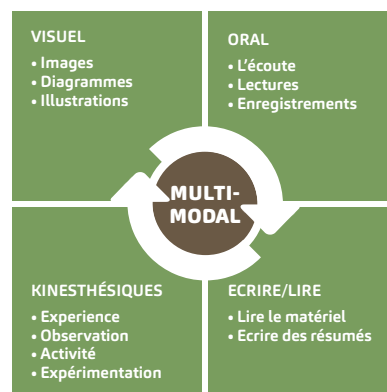 VISUEL
• Images
• Diagrammes
• Illustrations
ORAL
• L'écoute
• Lectures
• Enregistrements
MULTI-
MODAL
KINESTHÉSIQUES
• Experience
• Observation
• Activité
• Expérimentation
ECRIRE/LIRE
• Lire le matériel
• Ecrire des résumés